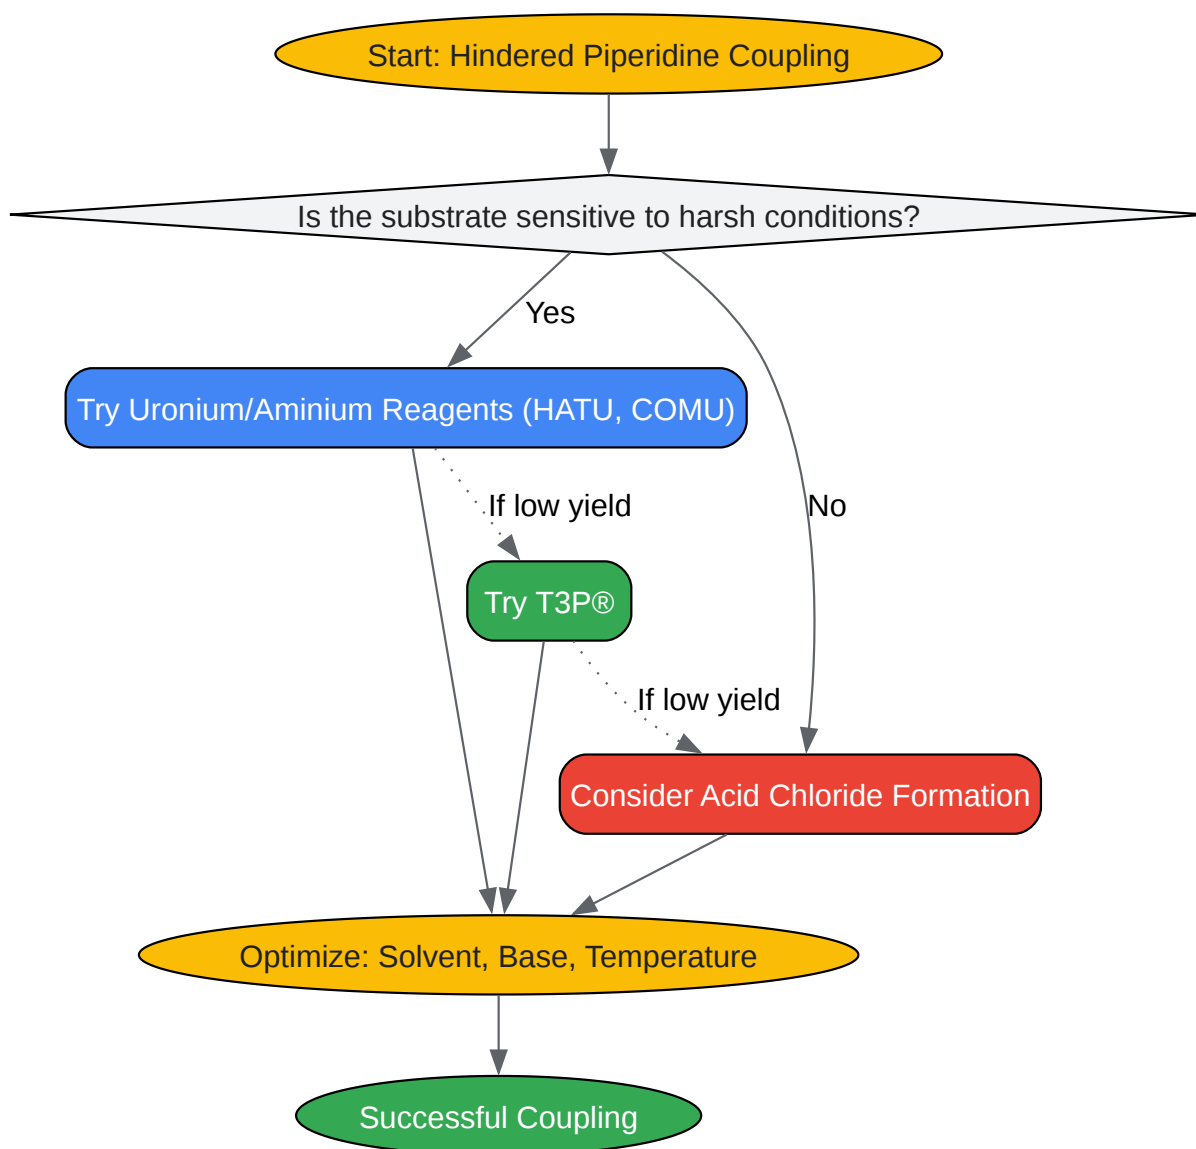 Start: Hindered Piperidine Coupling
Is the substrate sensitive to harsh conditions?
Yes
Try Uronium/Aminium Reagents (HATU, COMU)
If low yield
No
Try T3P®
If low yield
Consider Acid Chloride Formation
Optimize: Solvent, Base, Temperature
Successful Coupling